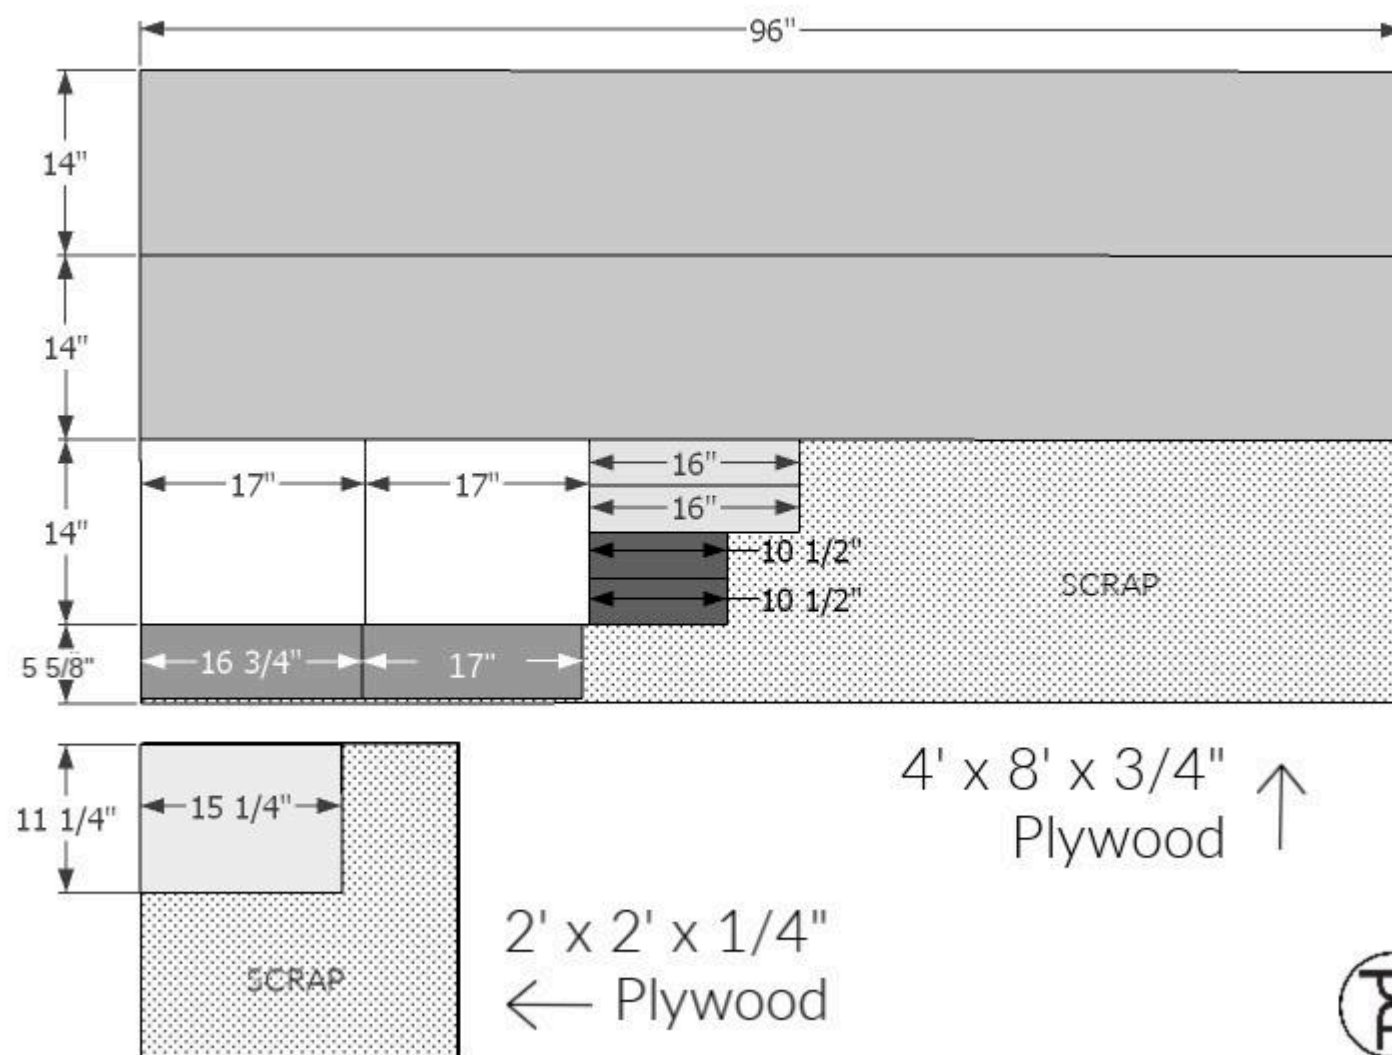 96"
14"
14"
14"
17" 17" 16"
16"
10 1/2"
10 1/2"
SCRAP
5 5/8" 16 3/4" 17"
11 1/4" 15 1/4"
SCRAP
4' x 8' x 3/4"
Plywood
2' x 2' x 1/4"
Plywood